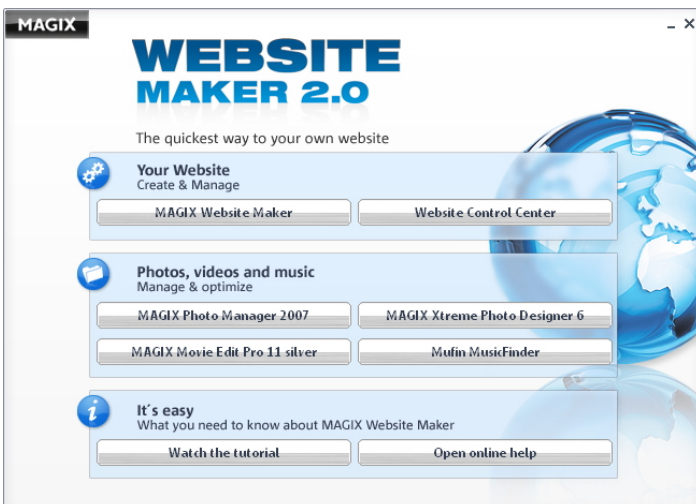 MAGIX
WEBSITE
MAKER 2.0
The quickest way to your own website
Your Website
Create & Manage
MAGIX Website Maker
Website Control Center
Photos, videos and music
Manage & optimize
MAGIX Photo Manager 2007
MAGIX Xtreme Photo Designer 6
MAGIX Movie Edit Pro 11 silver
Mufin MusicFinder
It´s easy
What you need to know about MAGIX Website Maker
Watch the tutorial
Open online help